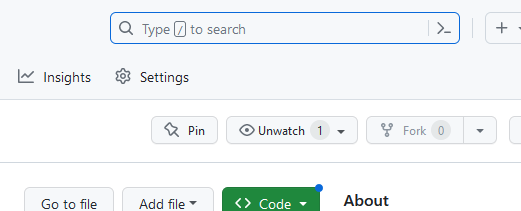 Type / to search
Insights Settings
Pin Unwatch 1 Fork 0
Go to file Add file Code About